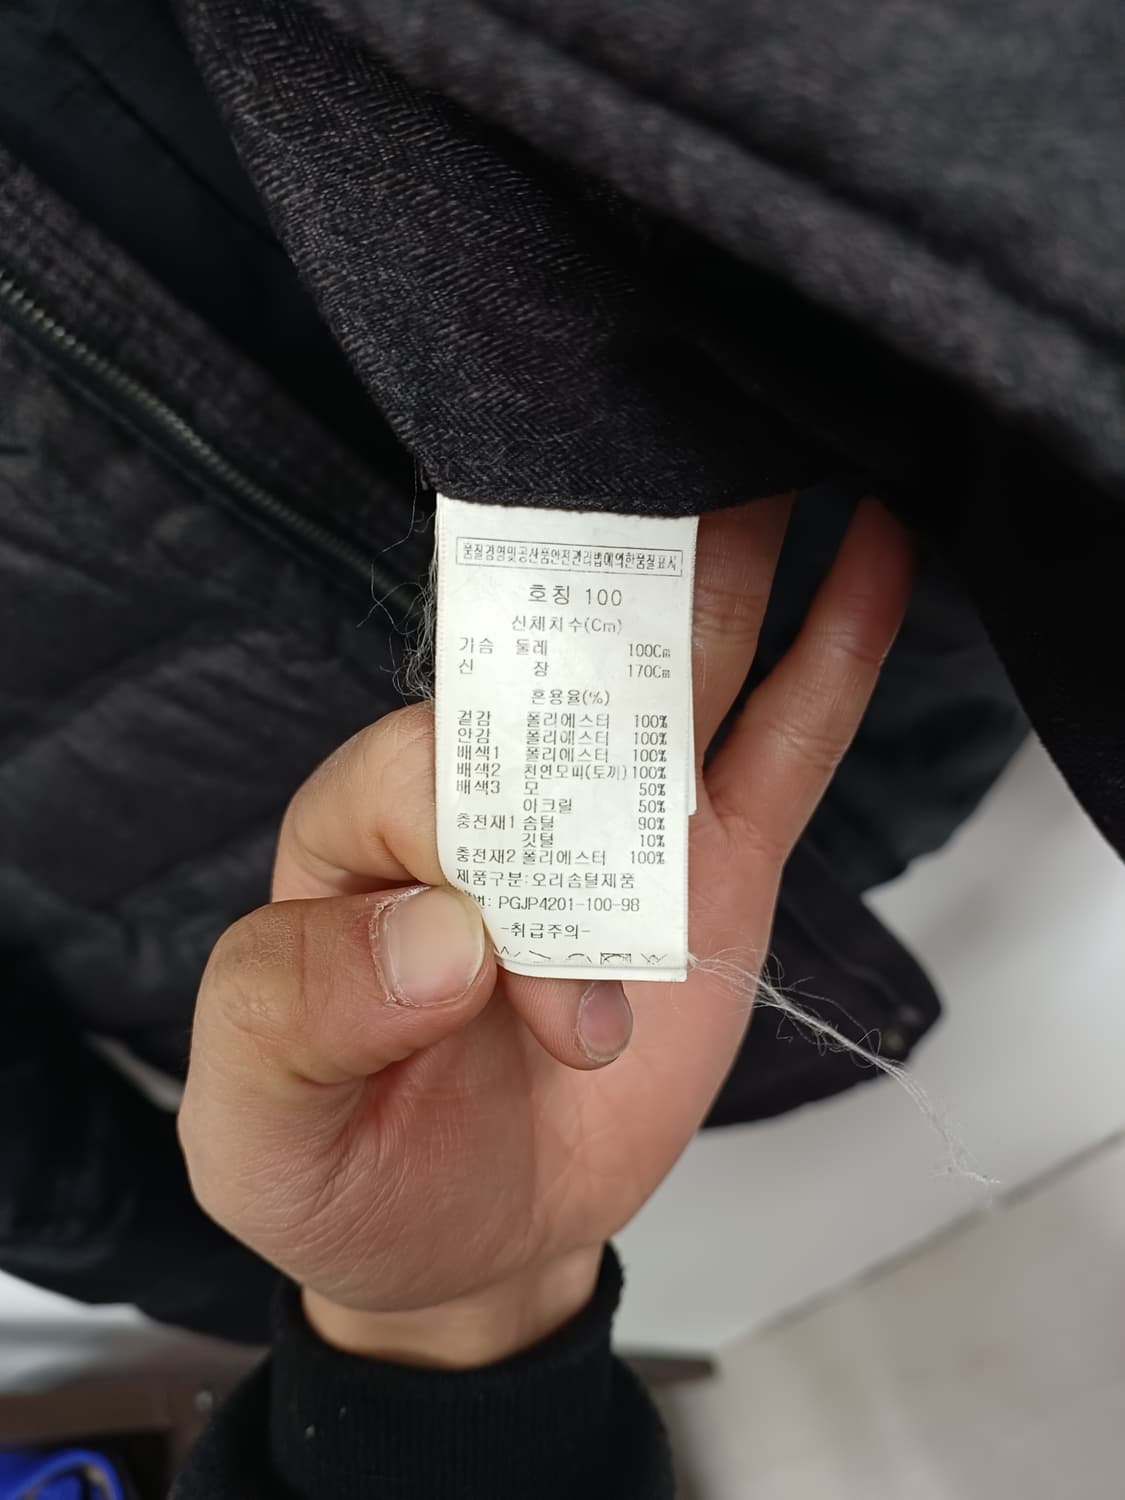 품질경영및공산품안전관리법에의한품질표시
호칭 100
신체치수(Cm)
가슴 둘레 100Cm
신 장 170Cm
혼용율(%)
겉감 폴리에스터 100%
안감 폴리에스터 100%
배색1 폴리에스터 100%
배색2 천연모피(토끼) 100%
배색3 모 50%
아크릴 50%
충전재1 솜털 90%
깃털 10%
충전재2 폴리에스터 100%
제품구분:오리솜털제품
PGJP4201-100-98
-취급주의-